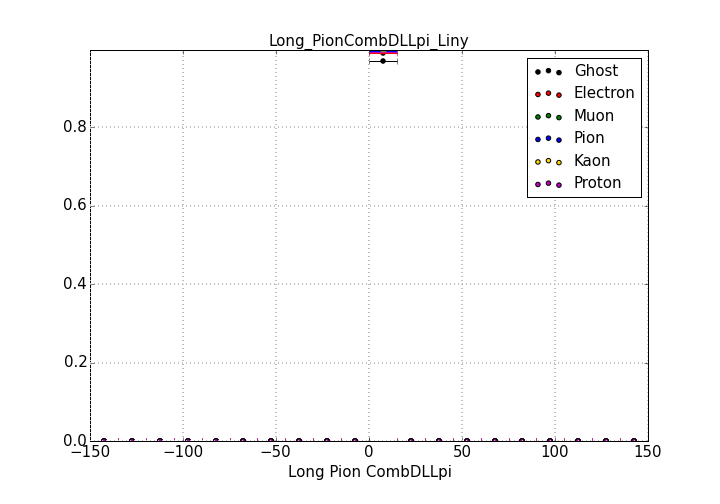 Long_PionCombDLLpi_Liny
Ghost
Electron
Muon
Pion
Kaon
Proton
0.8
0.6
0.4
0.2
0.0
−150
−100
−50
0
50
100
150
Long Pion CombDLLpi